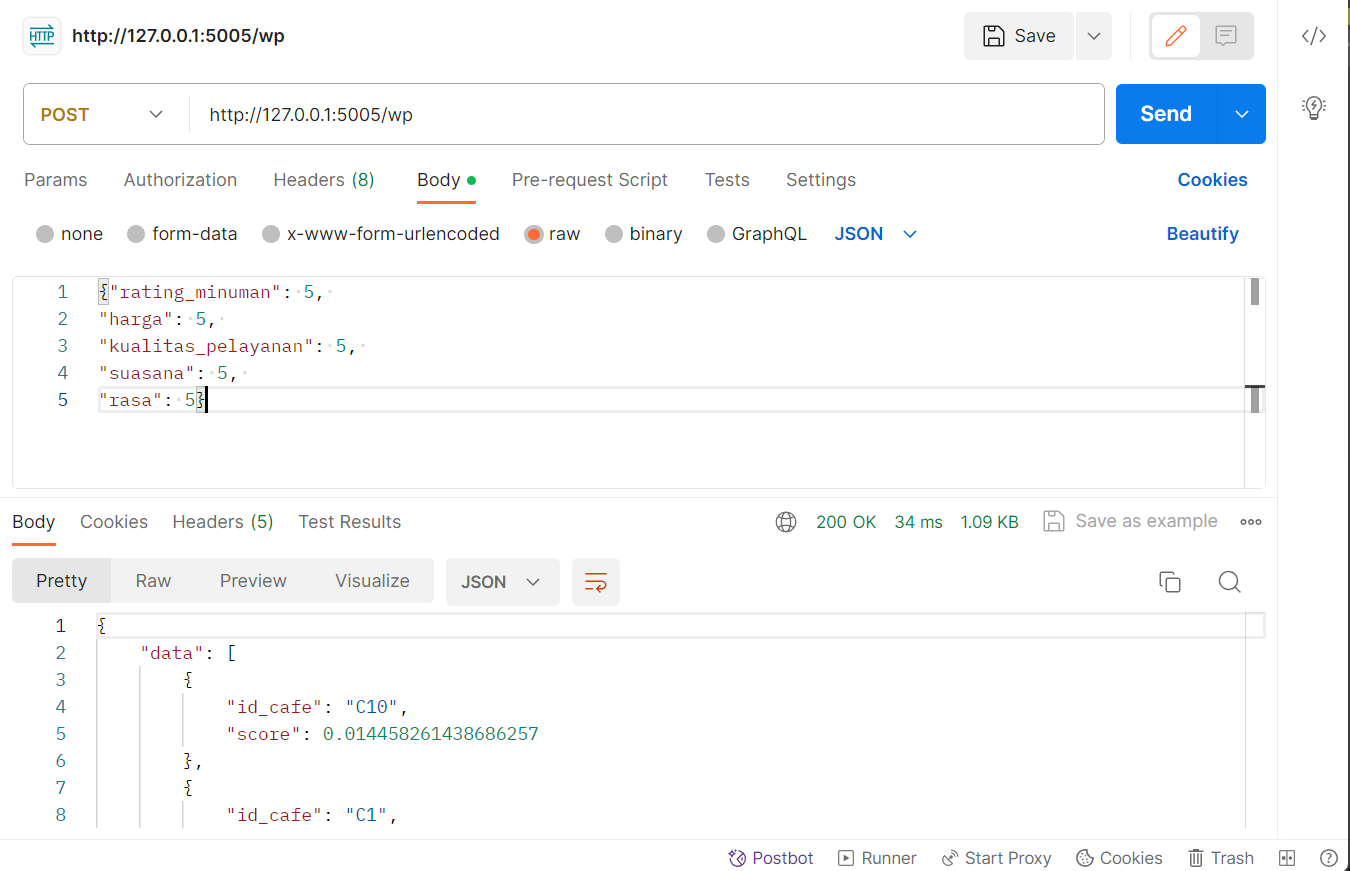 HTTP http://127.0.0.1:5005/wp Save
POST http://127.0.0.1:5005/wp Send
Params Authorization Headers (8) Body Pre-request Script Tests Settings Cookies
none form-data x-www-form-urlencoded raw binary GraphQL JSON Beautify
1 {"rating_minuman": 5,
2 "harga": 5,
3 "kualitas_pelayanan": 5,
4 "suasana": 5,
5 "rasa": 5}
Body Cookies Headers (5) Test Results 200 OK 34 ms 1.09 KB Save as example
Pretty Raw Preview Visualize JSON
1 {
2 "data": [
3 {
4 "id_cafe": "C10",
5 "score": 0.014458261438686257
6 },
7 {
8 "id_cafe": "C1",
Postbot Runner Start Proxy Cookies Trash